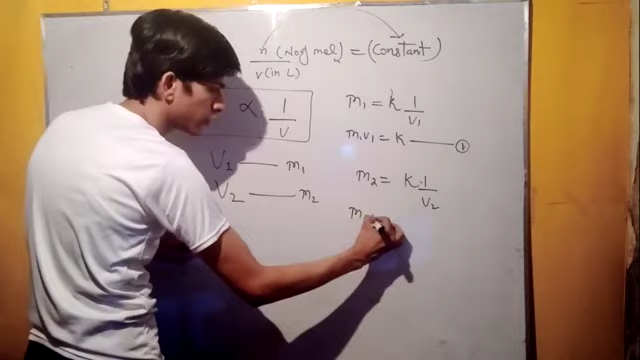 n (No of mol) = (Constant)
v (in L)
∝ 1/v
V₁ — m₁
V₂ — m₂
m₁ = k 1/v₁
m₁v₁ = k — ①
m₂ = k.1/v₂
m